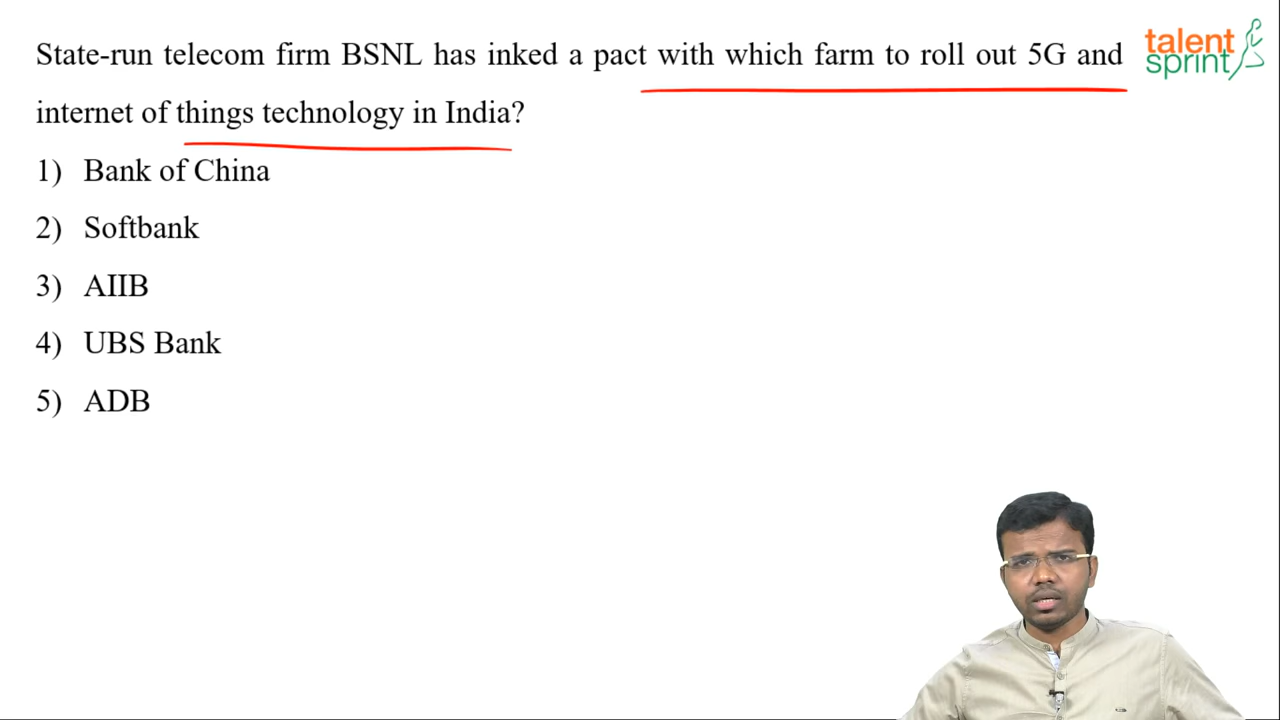 State-run telecom firm BSNL has inked a pact with which farm to roll out 5G and
internet of things technology in India?
1) Bank of China
2) Softbank
3) AIIB
4) UBS Bank
5) ADB
talent
sprint